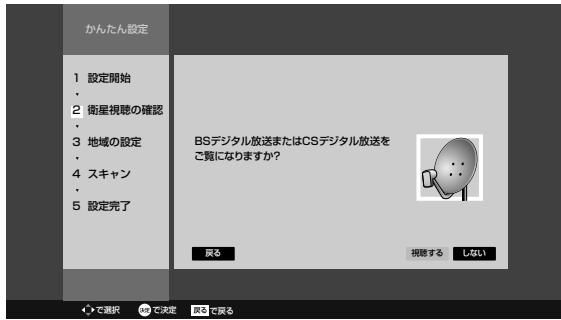 かんたん設定
1 設定開始
2 衛星視聴の確認
3 地域の設定
4 スキャン
5 設定完了
BSデジタル放送またはCSデジタル放送を
ご覧になりますか?
戻る 視聴する しない
で選択 決定 で決定 戻る で戻る